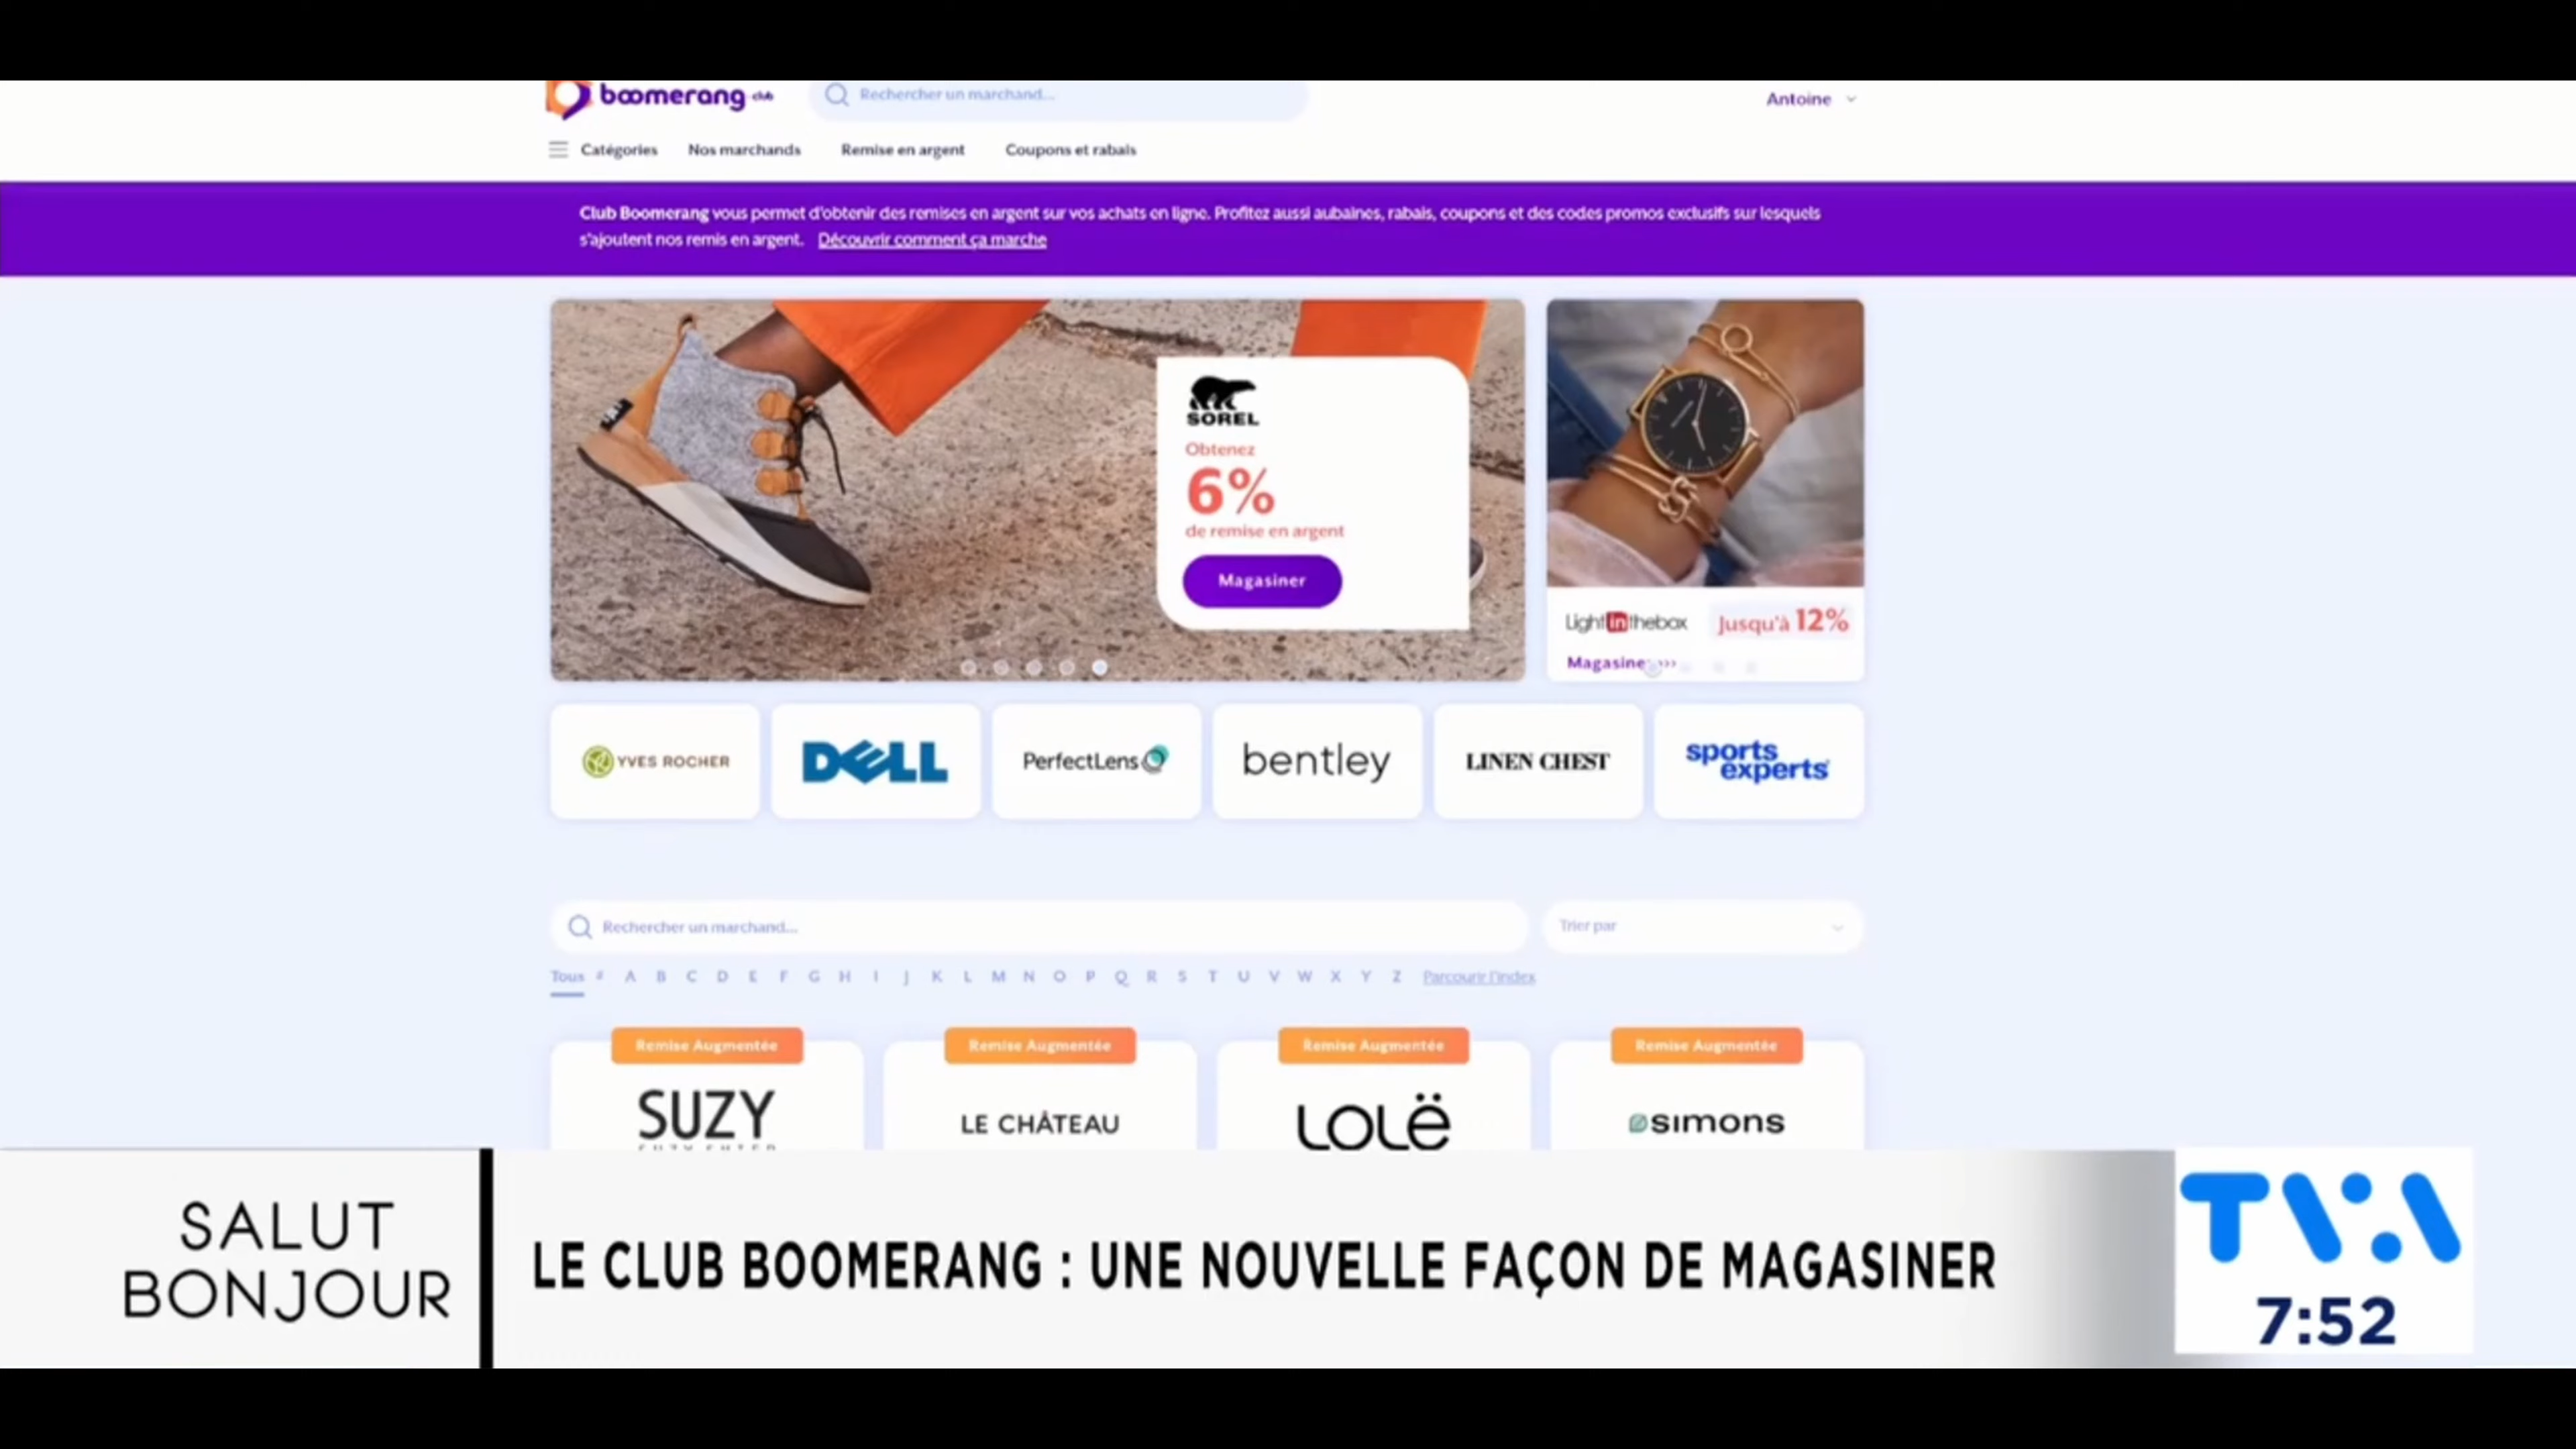 boomerang club
Rechercher un marchand...
Antoine
Catégories
Nos marchands
Remise en argent
Coupons et rabais
Club Boomerang vous permet d'obtenir des remises en argent sur vos achats en ligne. Profitez aussi aubaines, rabais, coupons et des codes promos exclusifs sur lesquels
s'ajoutent nos remis en argent. Découvrir comment ça marche
SOREL
Obtenez
6%
de remise en argent
Magasiner
Lightinthebox
Jusqu'à 12%
Magasiner >>>
YVES ROCHER
DELL
PerfectLens
bentley
LINEN CHEST
sports
experts
Rechercher un marchand...
Trier par
Tous # A B C D E F G H I J K L M N O P Q R S T U V W X Y Z Parcourir l'index
Remise Augmentée
Remise Augmentée
Remise Augmentée
Remise Augmentée
SUZY
LE CHÂTEAU
LOLË
simons
SALUT
BONJOUR
LE CLUB BOOMERANG : UNE NOUVELLE FAÇON DE MAGASINER
TVA
7:52